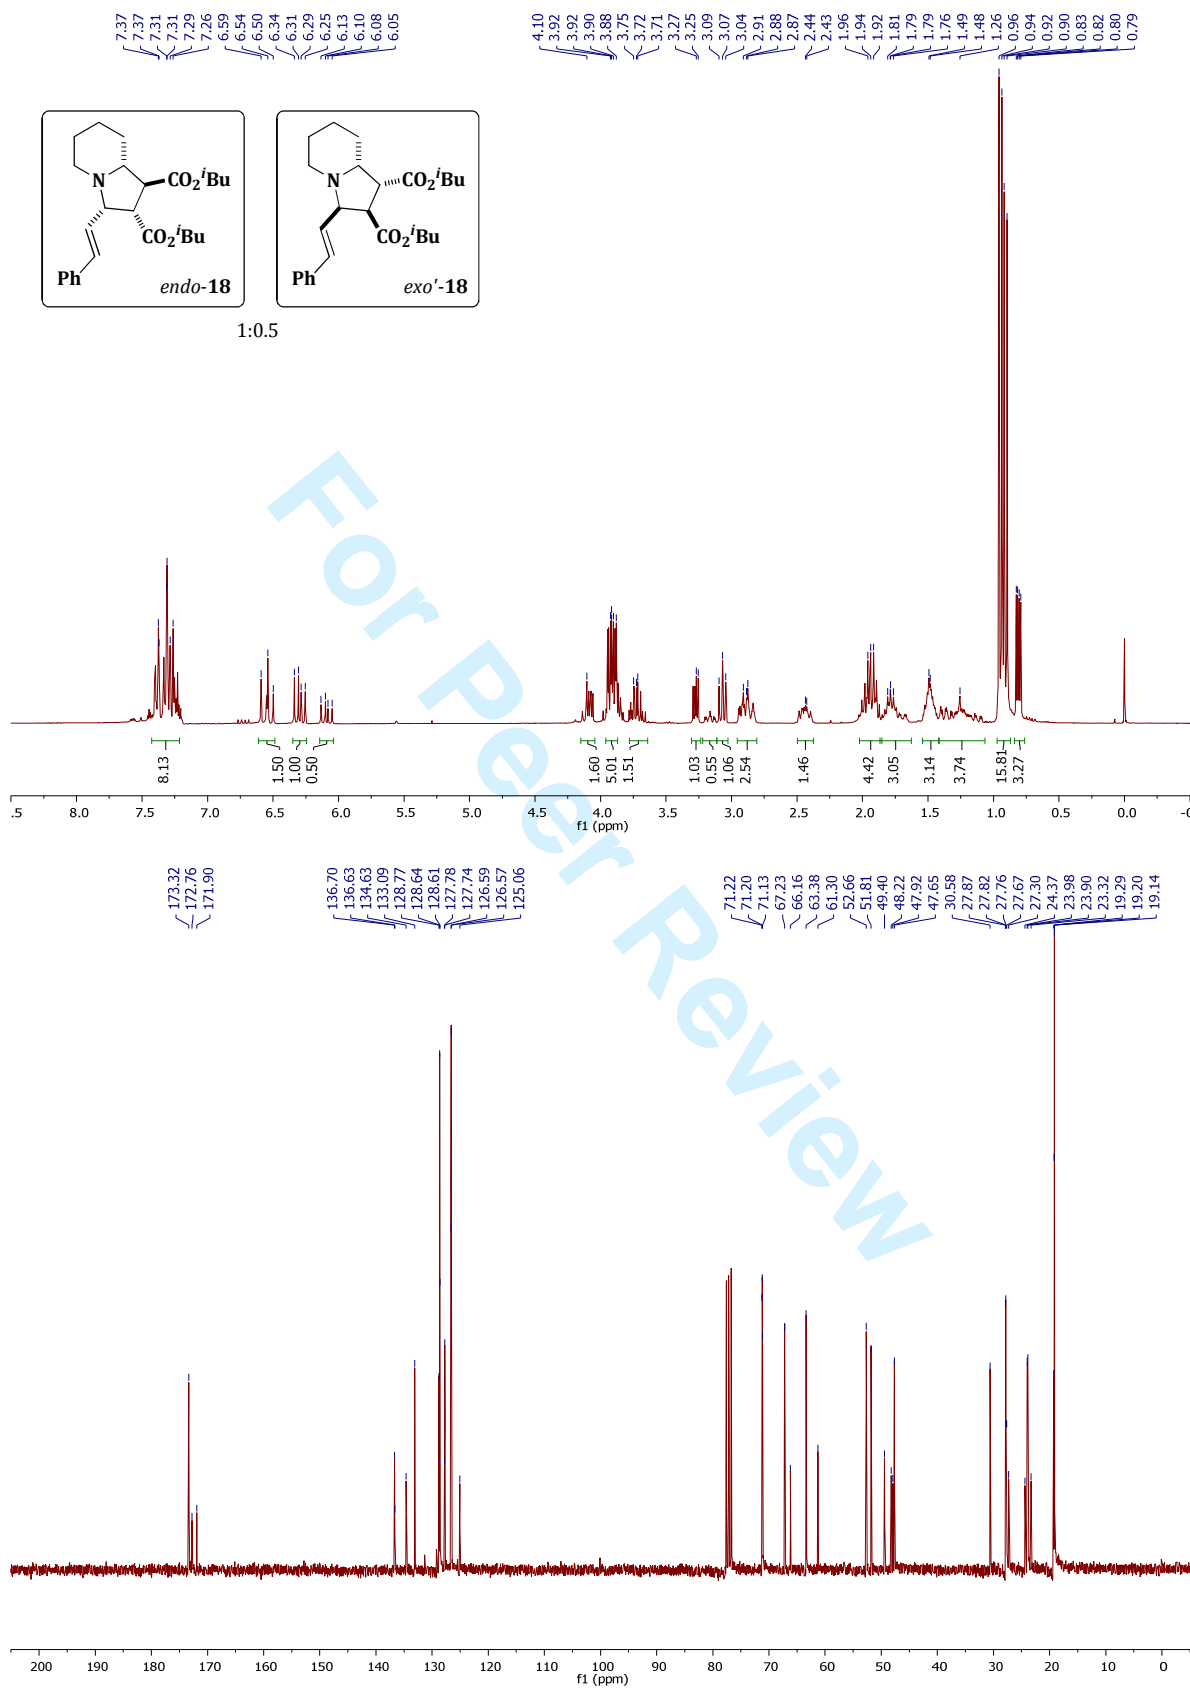 7.37 7.37 7.31 7.31 7.29 7.26 6.59 6.54 6.50 6.34 6.31 6.29 6.25 6.13 6.10 6.08 6.05 4.10 3.92 3.92 3.90 3.88 3.75 3.72 3.71 3.27 3.25 3.09 3.07 3.04 2.91 2.88 2.87 2.44 2.43 1.96 1.94 1.92 1.81 1.79 1.79 1.76 1.49 1.48 1.26 0.96 0.94 0.92 0.90 0.83 0.82 0.80 0.79
N CO2iBu
CO2iBu
Ph endo-18
N CO2iBu
CO2iBu
Ph exo'-18
1:0.5
8.13 1.50 1.00 0.50 1.60 5.01 1.51 1.03 0.55 1.06 2.54 1.46 4.42 3.05 3.14 3.74 15.81 3.27
.5 8.0 7.5 7.0 6.5 6.0 5.5 5.0 4.5 4.0 3.5 3.0 2.5 2.0 1.5 1.0 0.5 0.0 -0
f1 (ppm)
For Peer Review
173.32 172.76 171.90 136.70 136.63 134.63 133.09 128.77 128.64 128.61 127.78 127.74 126.59 126.57 125.06 71.22 71.20 71.13 67.23 66.16 63.38 61.30 52.66 51.81 49.40 48.22 47.92 47.65 30.58 27.87 27.82 27.76 27.67 27.30 24.37 23.98 23.90 23.32 19.29 19.20 19.14
200 190 180 170 160 150 140 130 120 110 100 90 80 70 60 50 40 30 20 10 0
f1 (ppm)